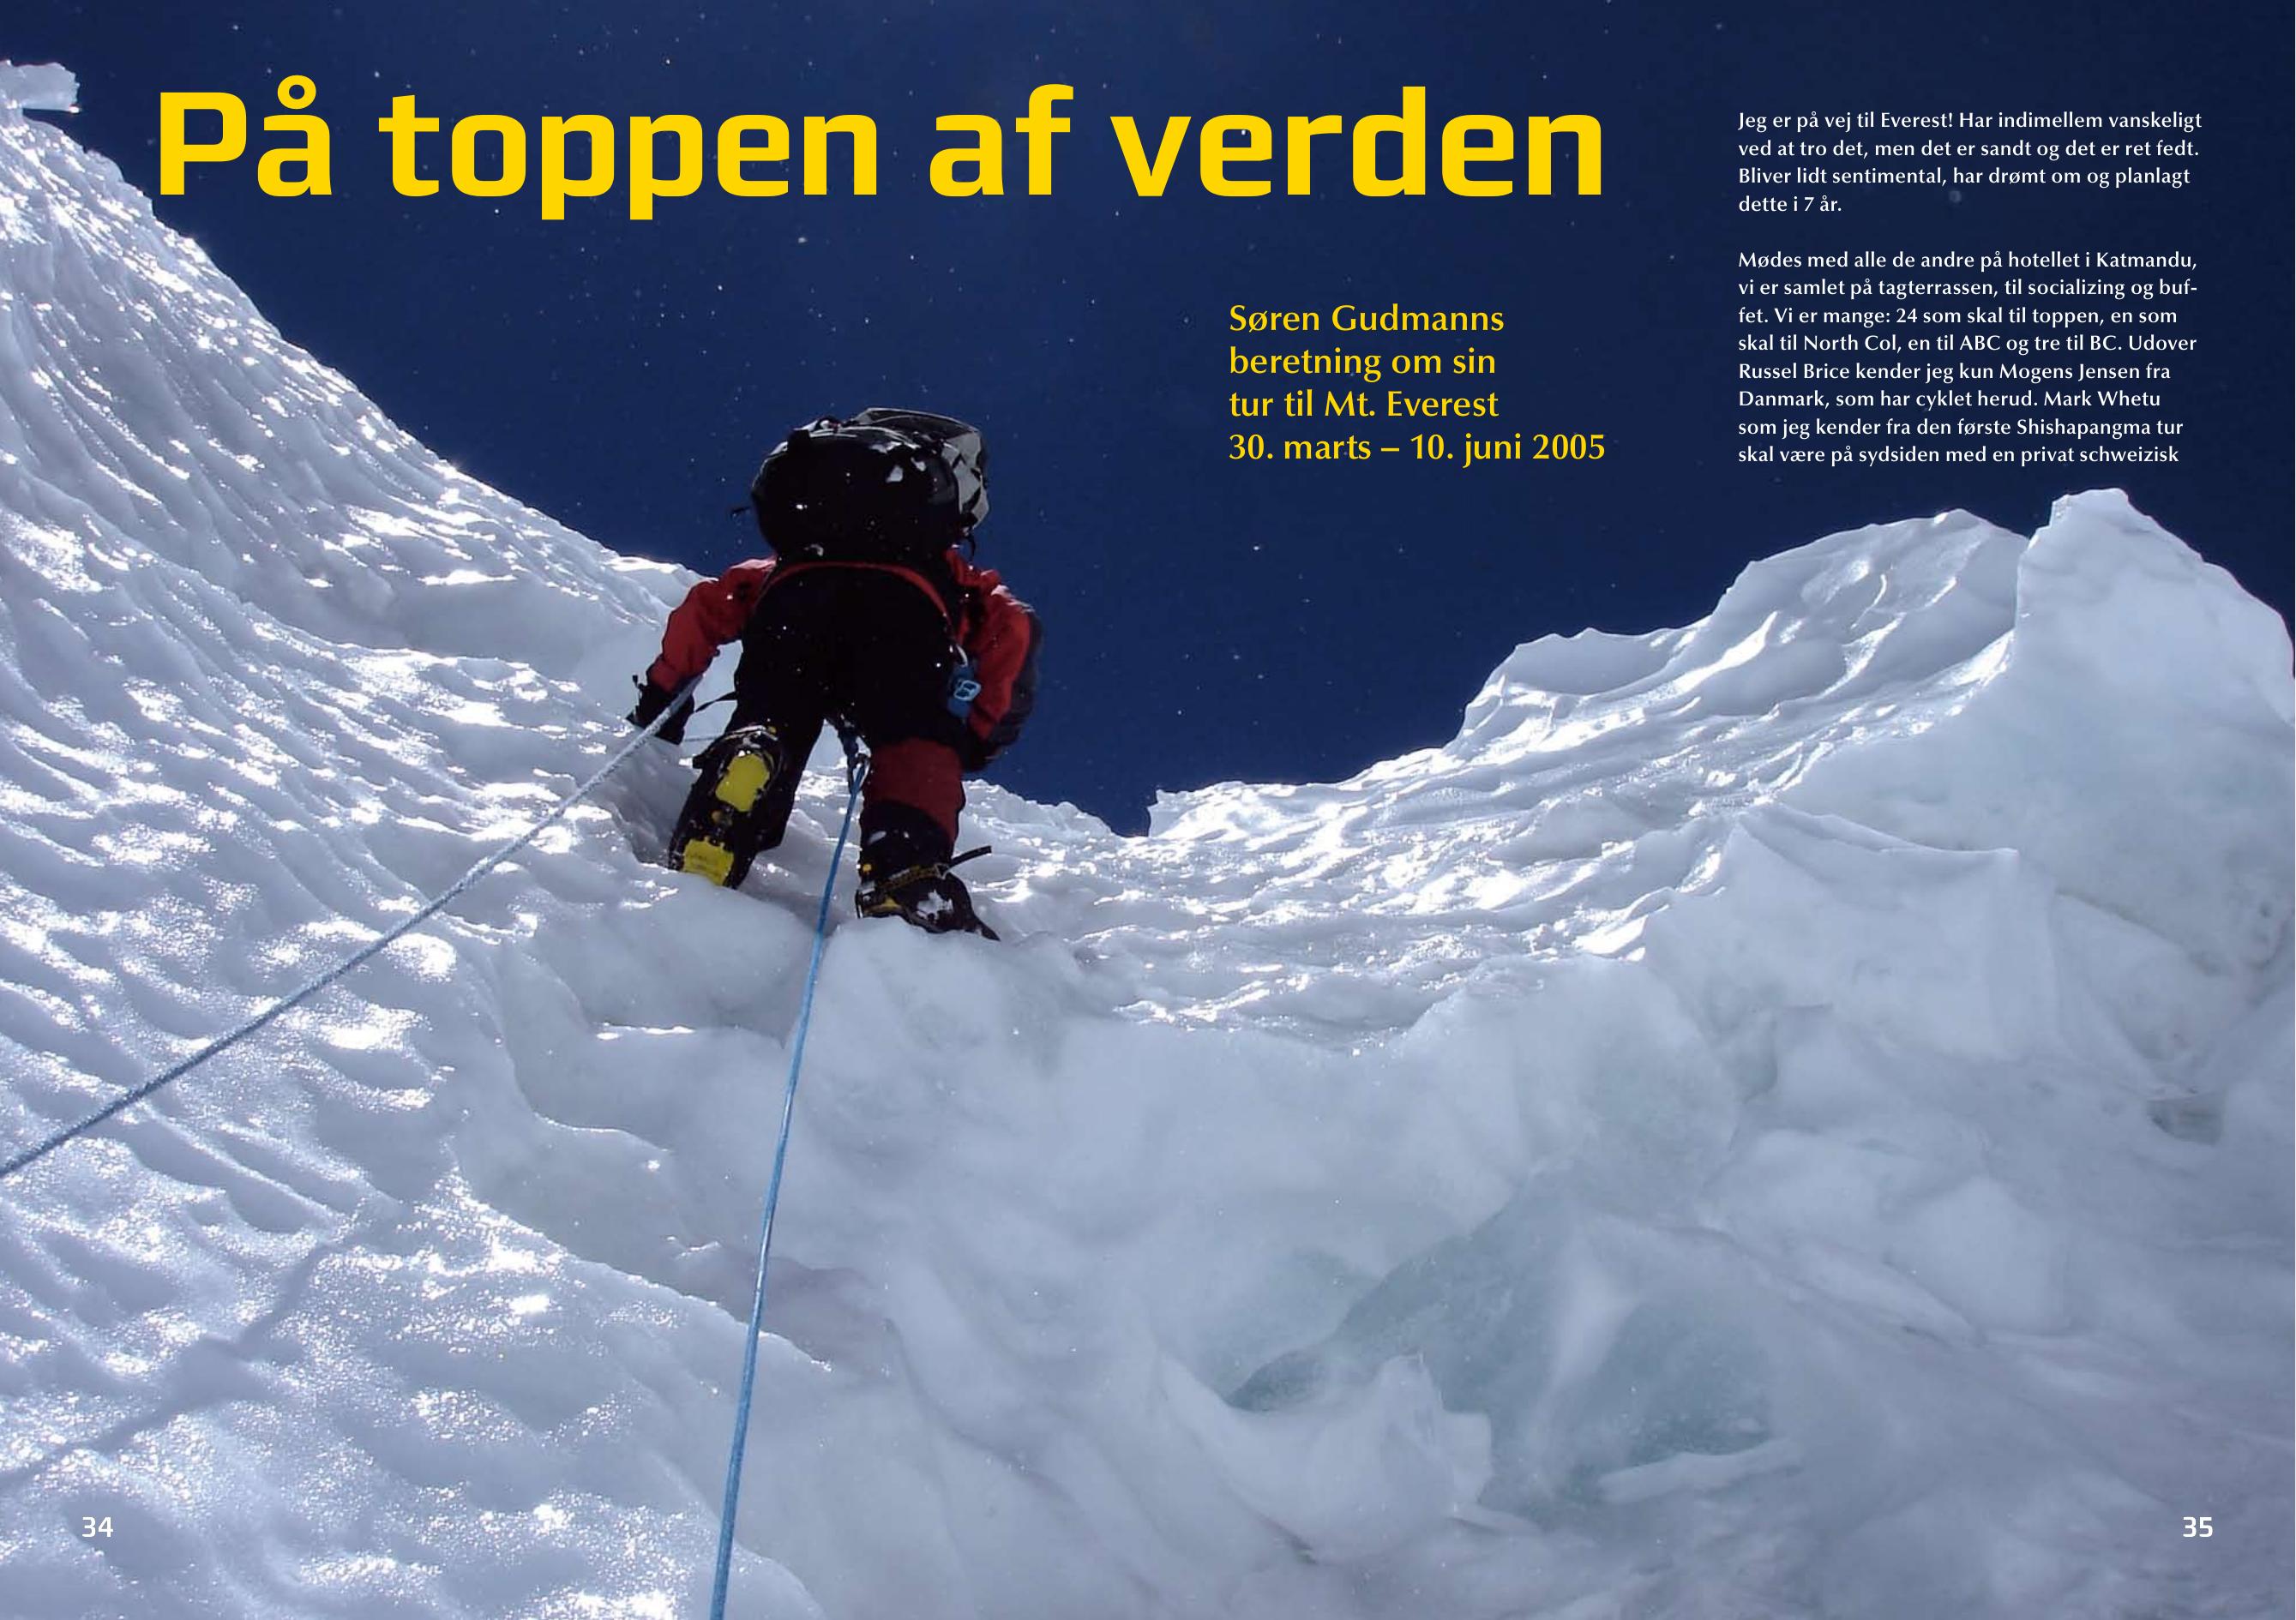 På toppen af verden
Søren Gudmanns
beretning om sin
tur til Mt. Everest
30. marts – 10. juni 2005
Jeg er på vej til Everest! Har indimellem vanskeligt
ved at tro det, men det er sandt og det er ret fedt.
Bliver lidt sentimental, har drømt om og planlagt
dette i 7 år.
Mødes med alle de andre på hotellet i Katmandu,
vi er samlet på tagterrassen, til socializing og buf-
fet. Vi er mange: 24 som skal til toppen, en som
skal til North Col, en til ABC og tre til BC. Udover
Russel Brice kender jeg kun Mogens Jensen fra
Danmark, som har cyklet herud. Mark Whetu
som jeg kender fra den første Shishapangma tur
skal være på sydsiden med en privat schweizisk
34
35